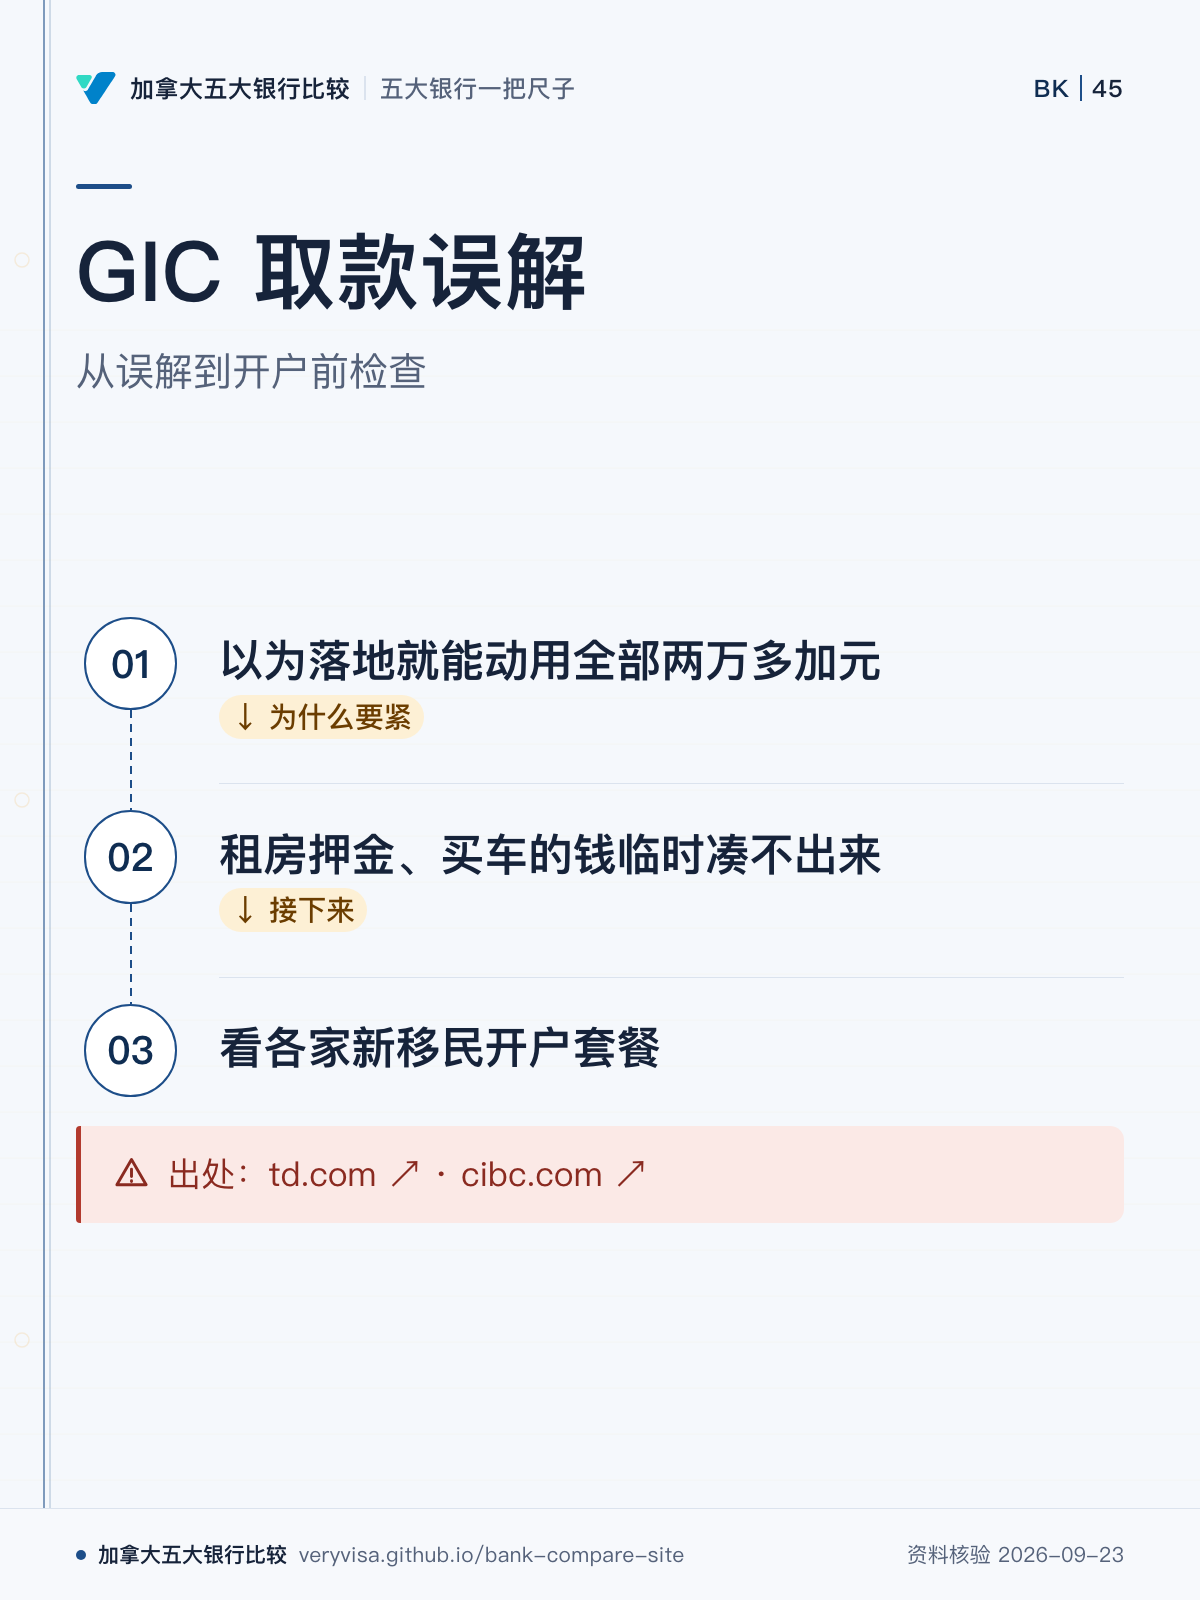 加拿大五大银行比较 五大银行一把尺子
BK 45
GIC 取款误解
从误解到开户前检查
01 以为落地就能动用全部两万多加元
↓ 为什么要紧
02 租房押金、买车的钱临时凑不出来
↓ 接下来
03 看各家新移民开户套餐
出处：td.com ↗ · cibc.com ↗
加拿大五大银行比较 veryvisa.github.io/bank-compare-site
资料核验 2026-09-23